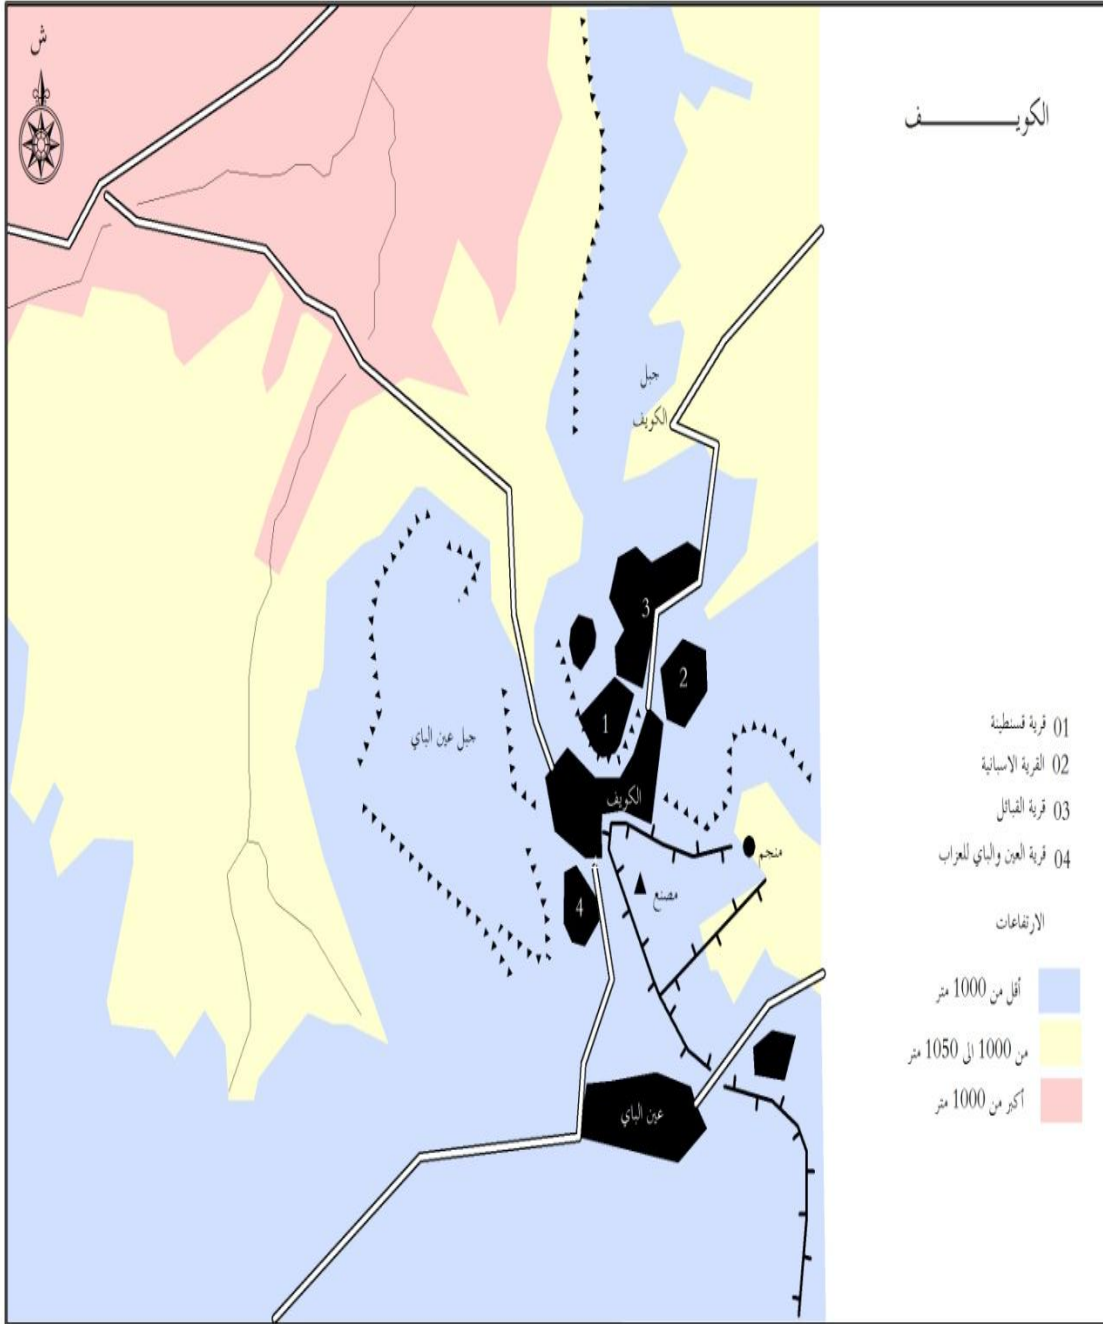 ش
الكويـــــــــف
جبل
الكويف
3
2
1
جبل عين الباي
الكويف
منجم
مصنع
4
عين الباي
01 قرية قسنطينة
02 القرية الاسبانية
03 قرية القبائل
04 قرية العين والباي للعزاب
الارتفاعات
أقل من 1000 متر
من 1000 الى 1050 متر
أكبر من 1000 متر